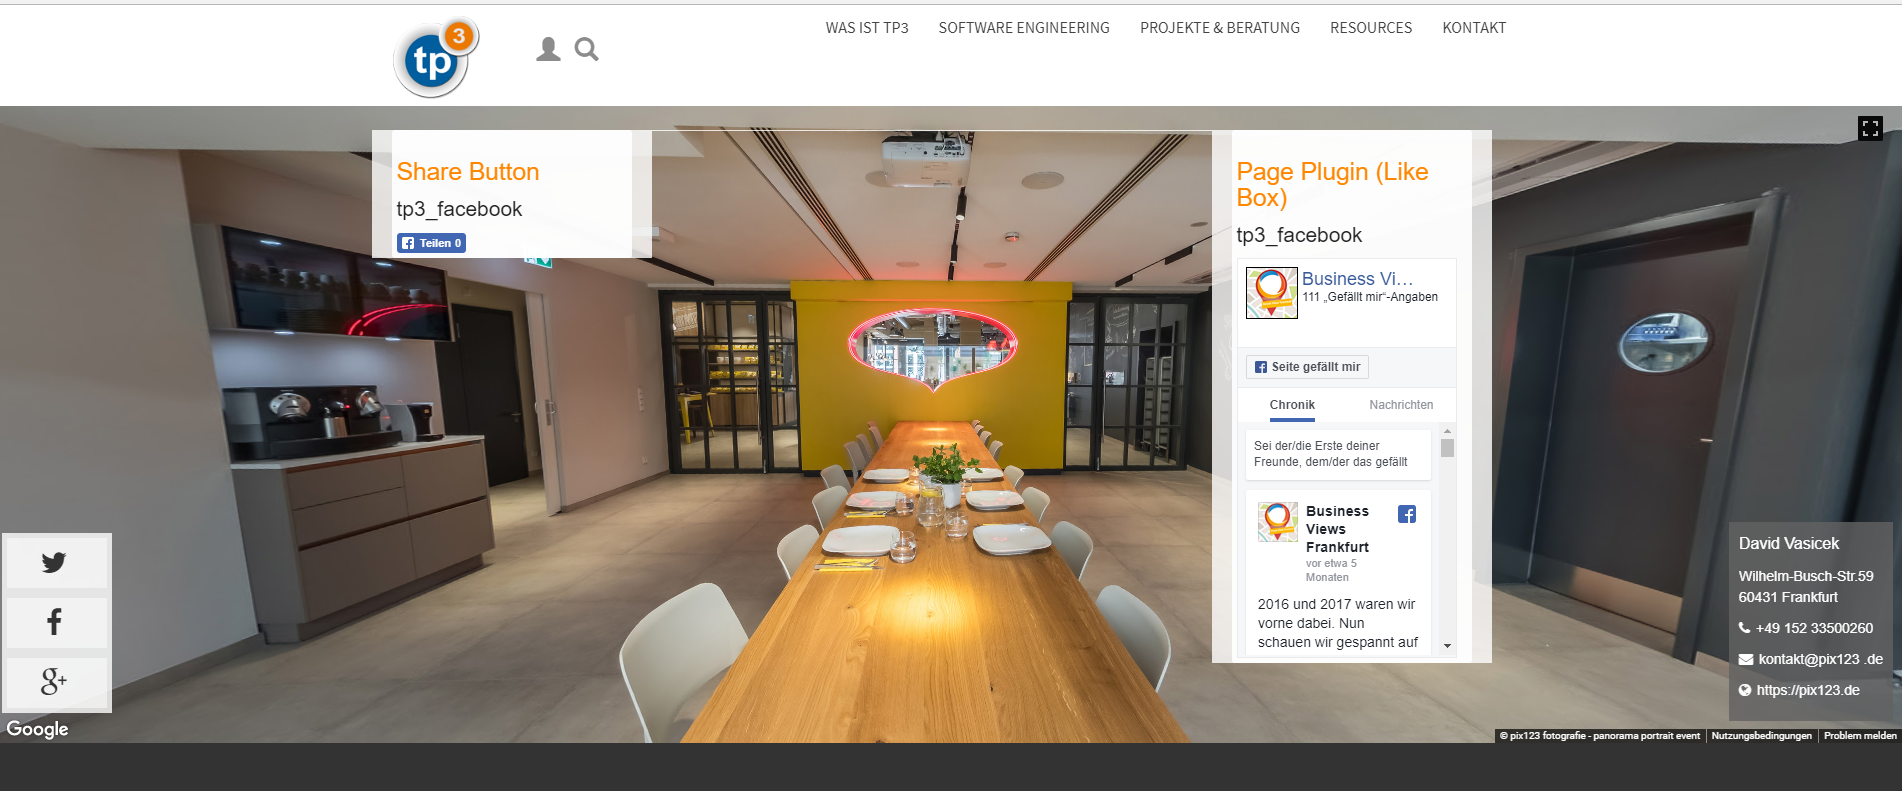 tp 3
WAS IST TP3
SOFTWARE ENGINEERING
PROJEKTE & BERATUNG
RESOURCES
KONTAKT
Share Button
tp3_facebook
Teilen 0
Page Plugin (Like
Box)
tp3_facebook
Business Vi...
111 „Gefällt mir“-Angaben
Seite gefällt mir
Chronik
Nachrichten
Sei der/die Erste deiner
Freunde, dem/der das gefällt
Business
Views
Frankfurt
vor etwa 5
Monaten
2016 und 2017 waren wir
vorne dabei. Nun
schauen wir gespannt auf
David Vasicek
Wilhelm-Busch-Str.59
60431 Frankfurt
+49 152 33500260
kontakt@pix123 .de
https://pix123.de
g+
Google
© pix123 fotografie - panorama portrait event
Nutzungsbedingungen
Problem melden